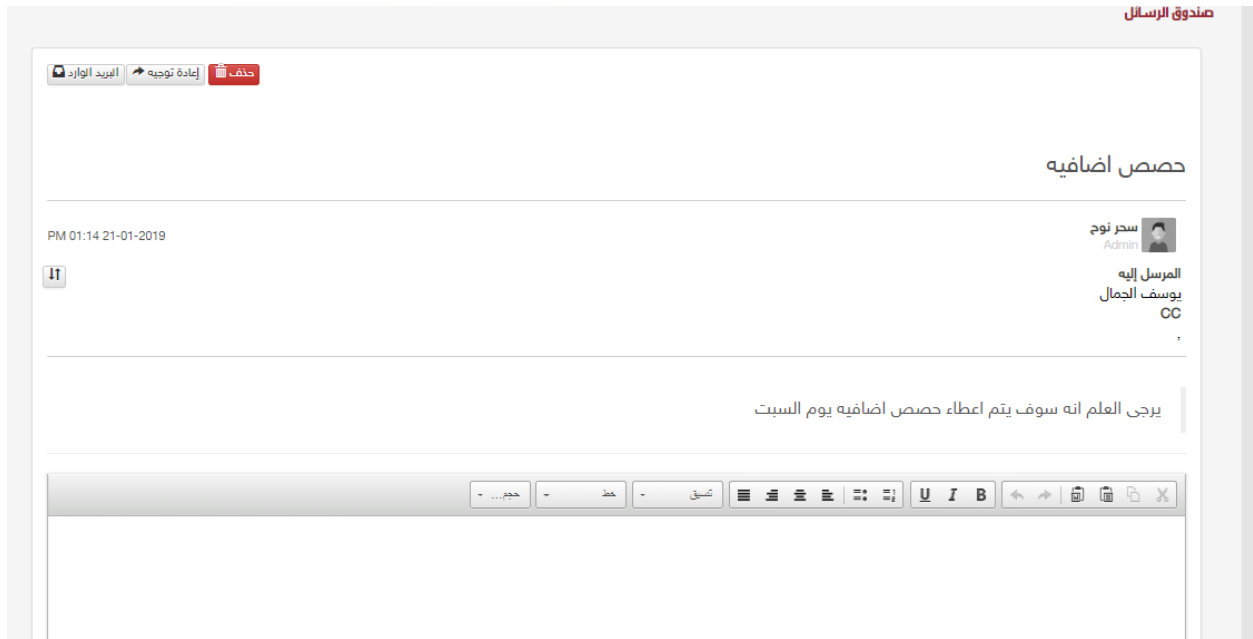 صندوق الرسائل
حذف
إعادة توجيه
البريد الوارد
حصص اضافيه
سحر نوح
Admin
PM 01:14 21-01-2019
المرسل إليه
يوسف الجمال
CC
,
يرجى العلم انه سوف يتم اعطاء حصص اضافيه يوم السبت
B I U تنسيق خط حجم...